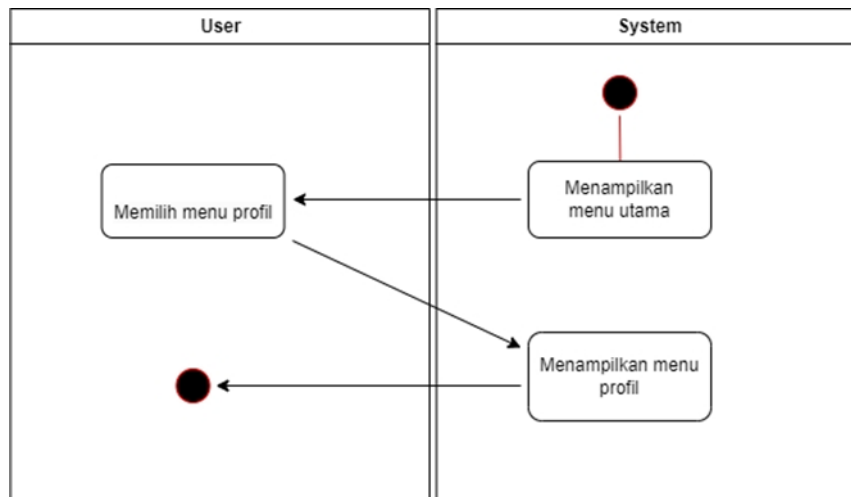 User
System
Menampilkan
menu utama
Memilih menu profil
Menampilkan menu
profil